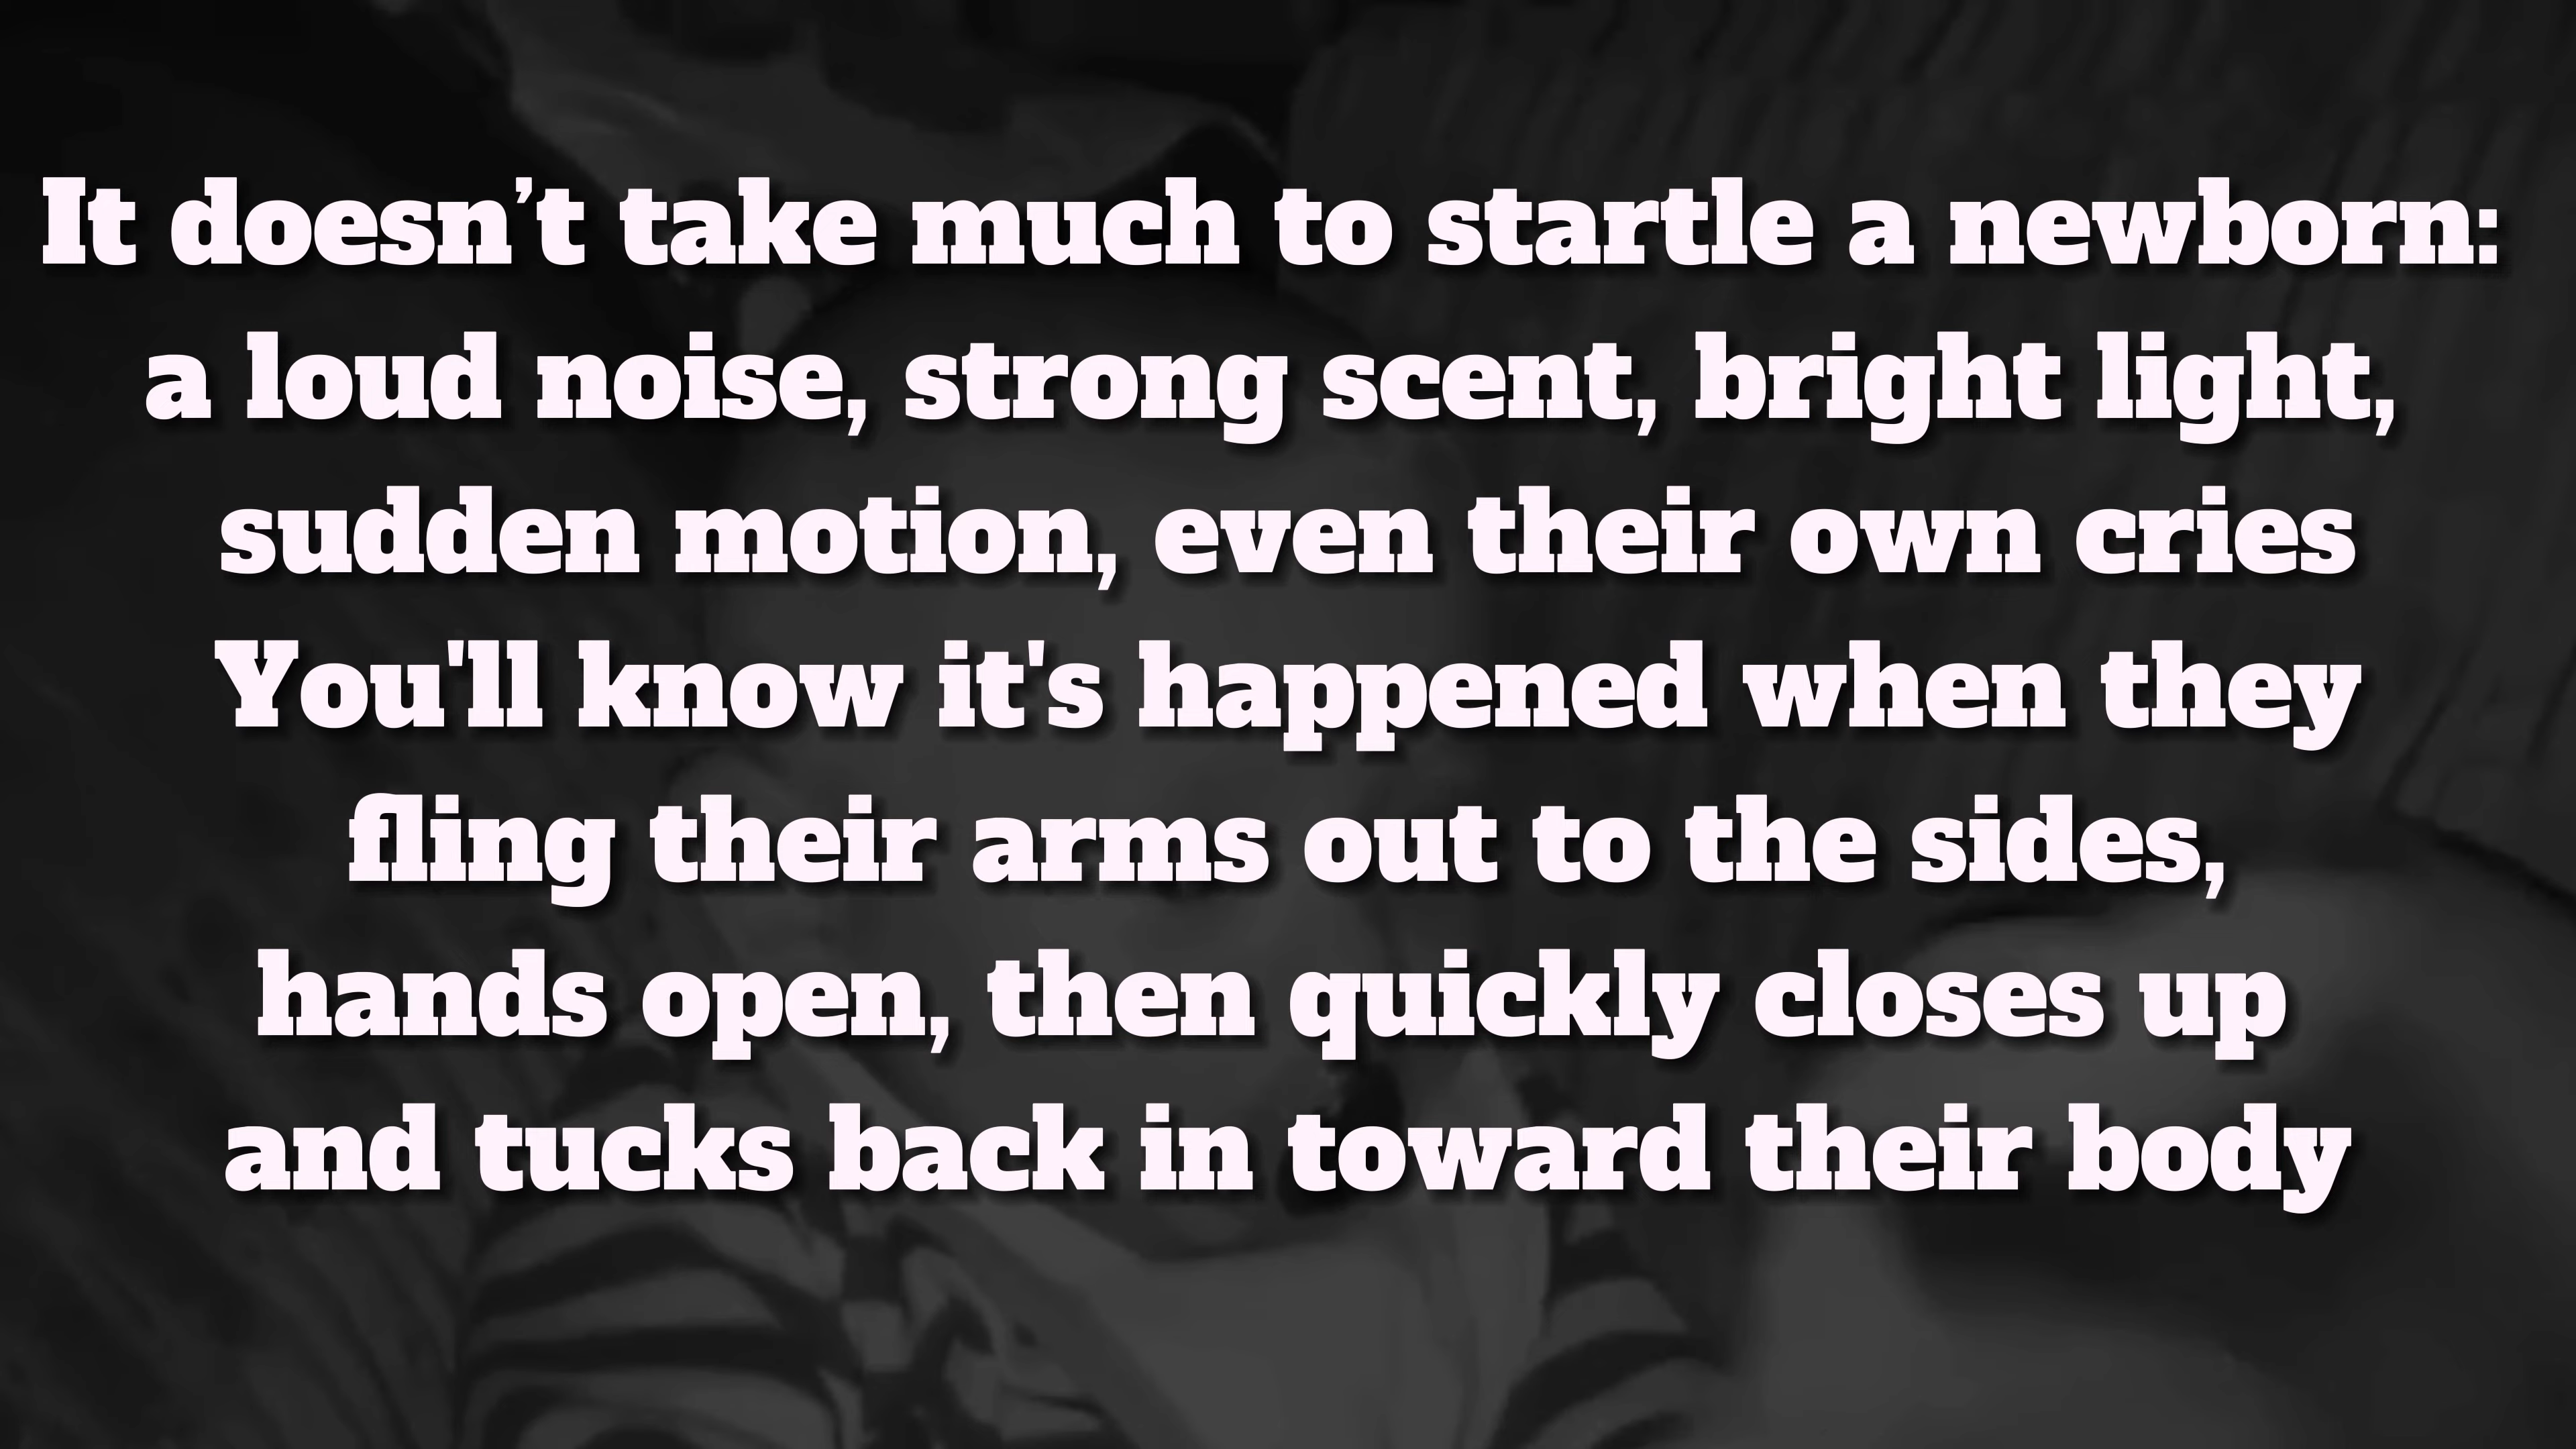 It doesn’t take much to startle a newborn:
a loud noise, strong scent, bright light,
sudden motion, even their own cries
You'll know it's happened when they
fling their arms out to the sides,
hands open, then quickly closes up
and tucks back in toward their body